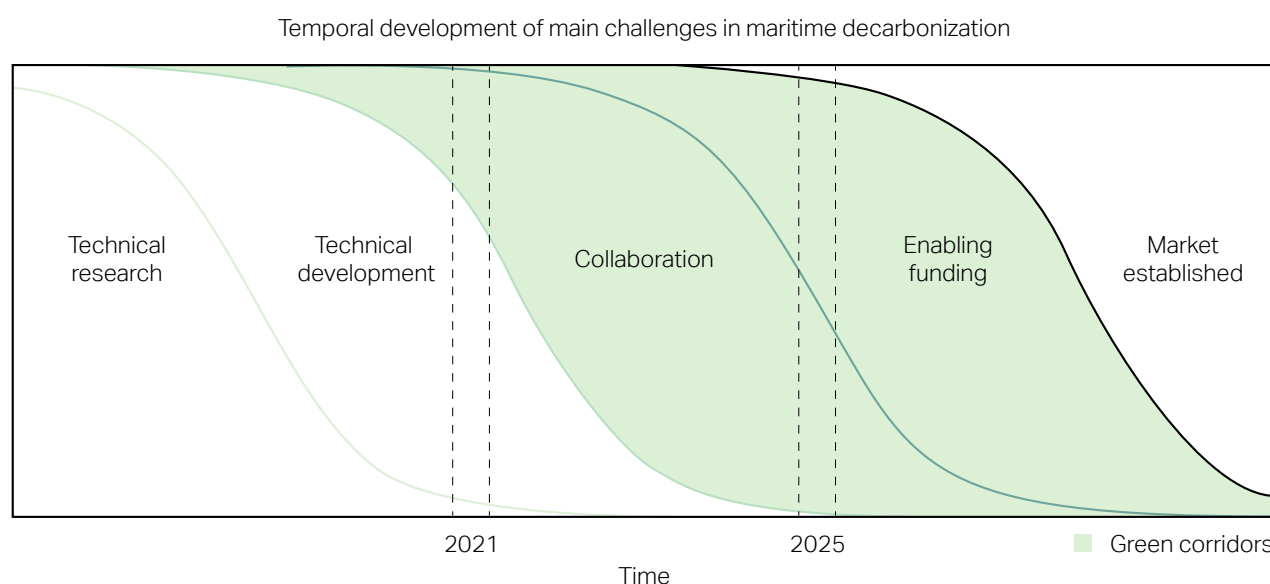 Temporal development of main challenges in maritime decarbonization
Technical
research
Technical
development
Collaboration
Enabling
funding
Market
established
2021
2025
Green corridors
Time